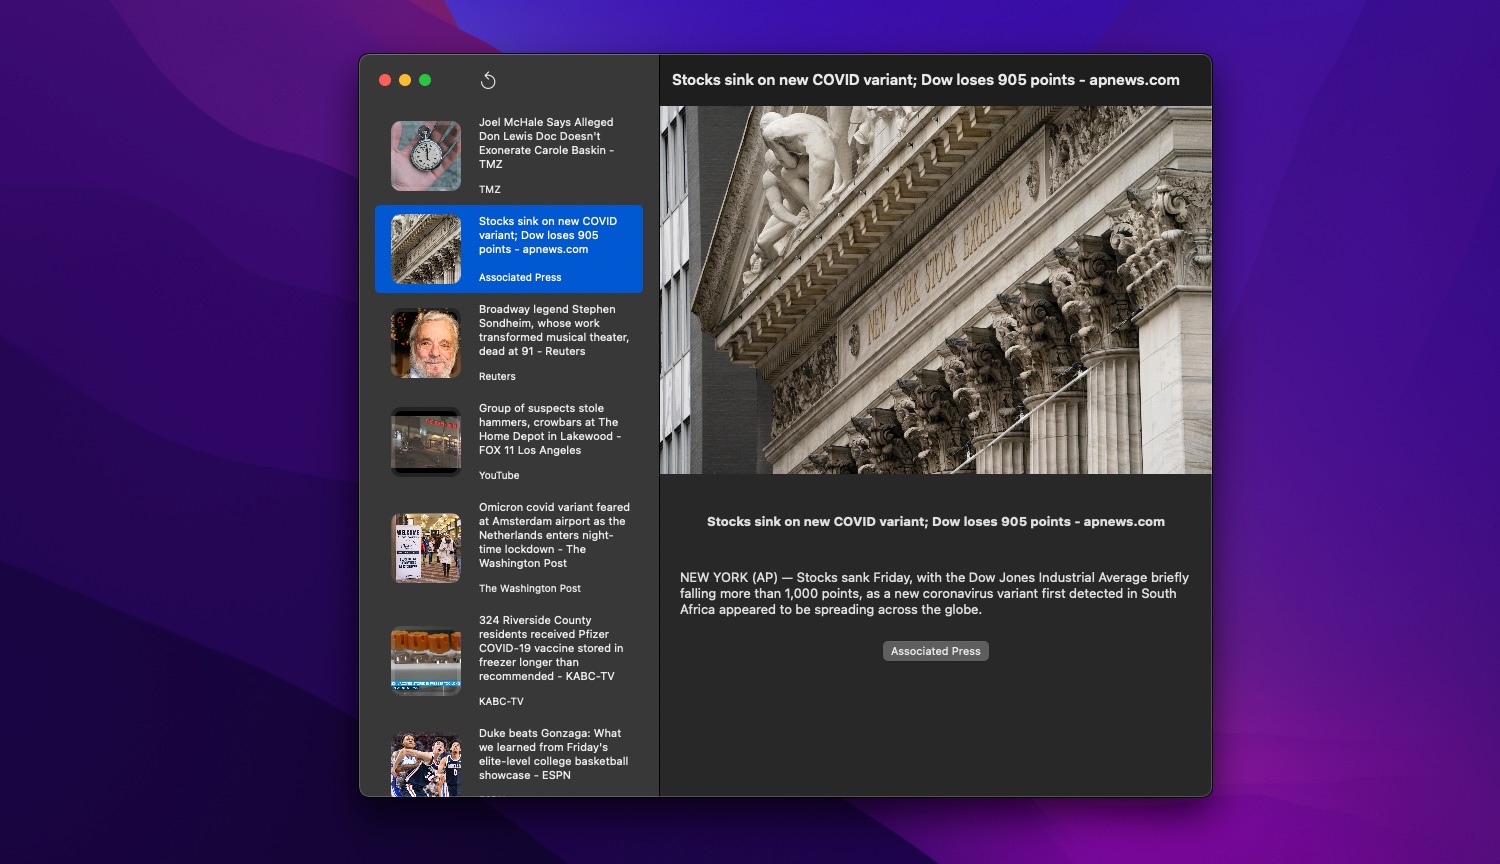 Stocks sink on new COVID variant; Dow loses 905 points - apnews.com
Joel McHale Says Alleged
Don Lewis Doc Doesn't
Exonerate Carole Baskin -
TMZ
TMZ
Stocks sink on new COVID
variant; Dow loses 905
points - apnews.com
Associated Press
Broadway legend Stephen
Sondheim, whose work
transformed musical theater,
dead at 91 - Reuters
Reuters
Group of suspects stole
hammers, crowbars at The
Home Depot in Lakewood -
FOX 11 Los Angeles
YouTube
Omicron covid variant feared
at Amsterdam airport as the
Netherlands enters night-
time lockdown - The
Washington Post
The Washington Post
324 Riverside County
residents received Pfizer
COVID-19 vaccine stored in
freezer longer than
recommended - KABC-TV
KABC-TV
Duke beats Gonzaga: What
we learned from Friday's
elite-level college basketball
showcase - ESPN
NEW YORK STOCK EXCHANGE
Stocks sink on new COVID variant; Dow loses 905 points - apnews.com
NEW YORK (AP) — Stocks sank Friday, with the Dow Jones Industrial Average briefly
falling more than 1,000 points, as a new coronavirus variant first detected in South
Africa appeared to be spreading across the globe.
Associated Press